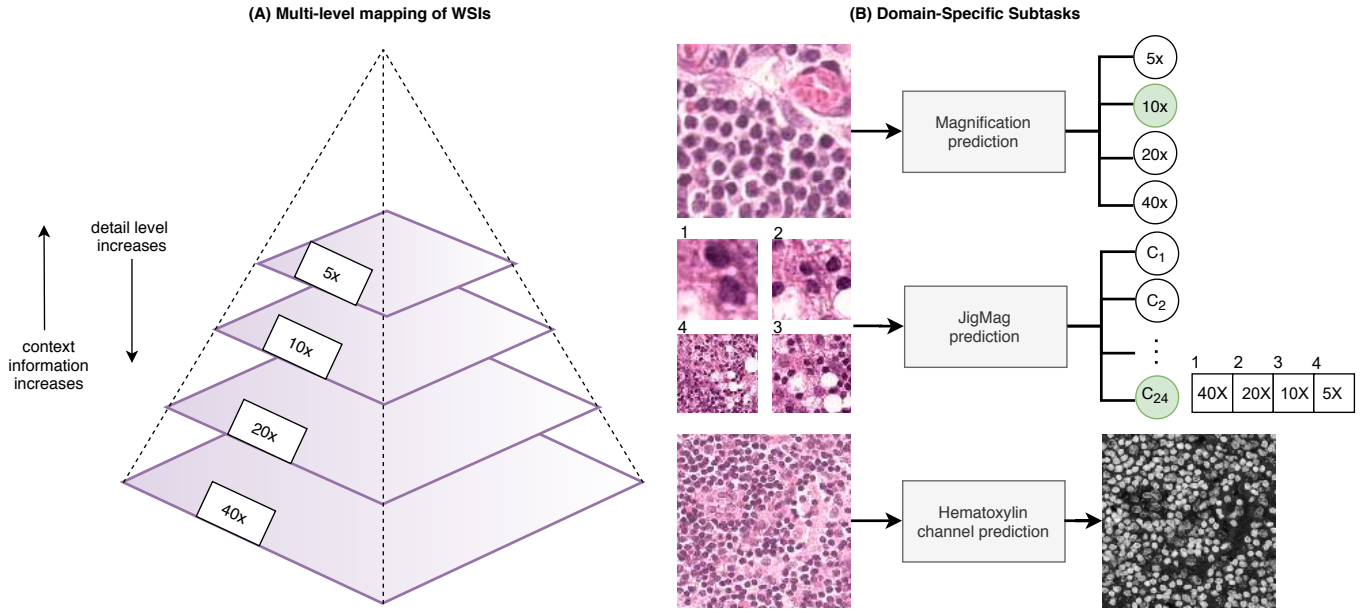 (A) Multi-level mapping of WSIs
detail level
increases
context
information
increases
5x
10x
20x
40x
(B) Domain-Specific Subtasks
Magnification
prediction
5x
10x
20x
40x
1
2
4
3
JigMag
prediction
C1
C2
⋮
C24
1 2 3 4
40X 20X 10X 5X
Hematoxylin
channel prediction